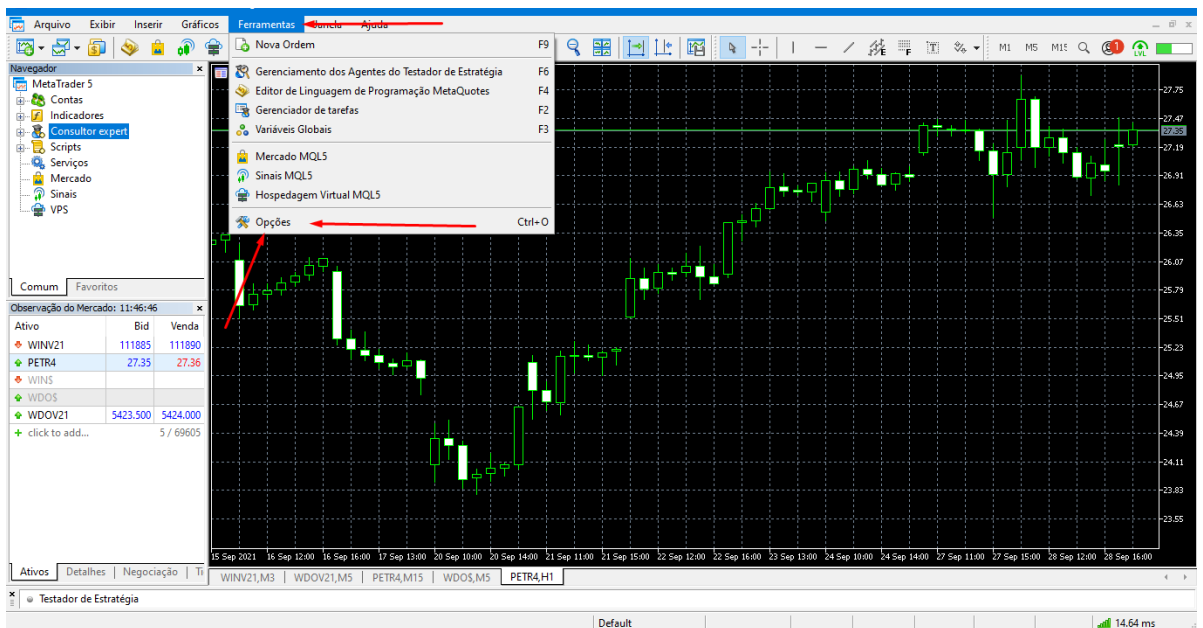 Arquivo Exibir Inserir Gráficos Ferramentas Janela Ajuda
Nova Ordem F9
Gerenciamento dos Agentes do Testador de Estratégia F6
Editor de Linguagem de Programação MetaQuotes F4
Gerenciador de tarefas F2
Variáveis Globais F3
Mercado MQL5
Sinais MQL5
Hospedagem Virtual MQL5
Opções Ctrl+O
E F T M1 M5 M15 1 LVL
Navegador
MetaTrader 5
Contas
Indicadores
Consultor expert
Scripts
Serviços
Mercado
Sinais
VPS
Comum Favoritos
Observação do Mercado: 11:46:46
Ativo Bid Venda
WINV21 111885 111890
PETR4 27.35 27.36
WIN$
WDO$
WDOV21 5423.500 5424.000
click to add... 5 / 69605
Ativos Detalhes Negociação Ti
27.75
27.47
27.35
27.19
26.91
26.63
26.35
26.07
25.79
25.51
25.23
24.95
24.67
24.39
24.11
23.83
23.55
15 Sep 2021 16 Sep 12:00 16 Sep 16:00 17 Sep 13:00 20 Sep 10:00 20 Sep 14:00 21 Sep 11:00 21 Sep 15:00 22 Sep 12:00 22 Sep 16:00 23 Sep 13:00 24 Sep 10:00 24 Sep 14:00 27 Sep 11:00 27 Sep 15:00 28 Sep 12:00 28 Sep 16:00
WINV21,M3 WDOV21,M5 PETR4,M15 WDO$,M5 PETR4,H1
Testador de Estratégia
Default 14.64 ms